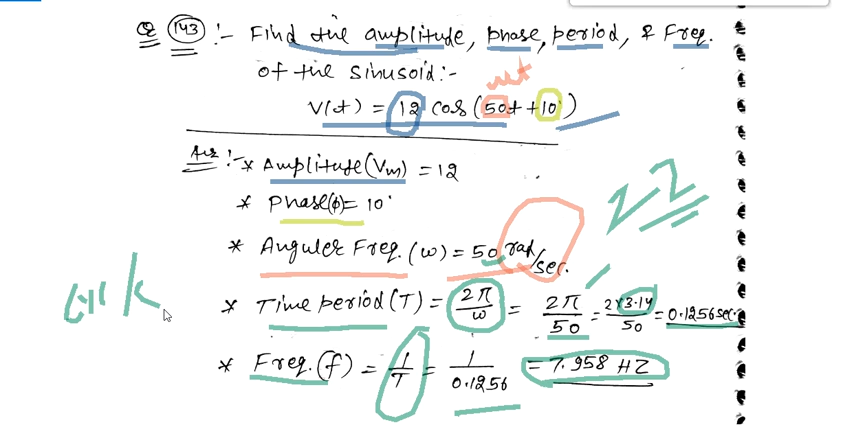 Q 143 :- Find the amplitude, phase, period, & Freq.
of the sinusoid:-
wt
V(t) = 12 cos (50t + 10°)
Ans :- * Amplitude (Vm) = 12
* Phase(φ)= 10°
* Anguler Freq. (ω) = 50 rad/sec.
* Time period (T) = 2π/ω = 2π/50 = 2×3.14/50 = 0.1256 sec.
* Freq. (f) = 1/T = 1/0.1256 = 7.958 HZ